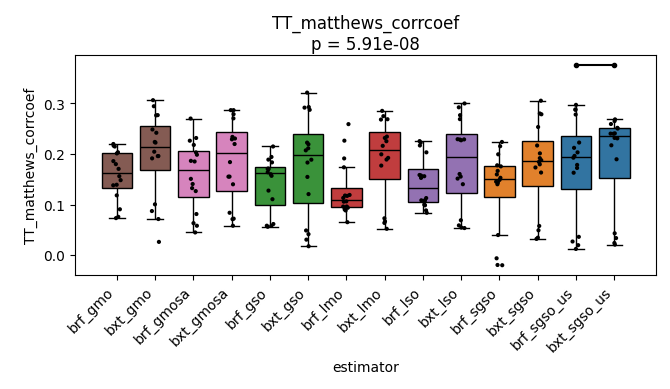 TT_matthews_corrcoef
p = 5.91e-08
TT_matthews_corrcoef
0.3
0.2
0.1
0.0
brf_gmo
bxt_gmo
brf_gmosa
bxt_gmosa
brf_gso
bxt_gso
brf_lmo
bxt_lmo
brf_lso
bxt_lso
brf_sgso
bxt_sgso
brf_sgso_us
bxt_sgso_us
estimator